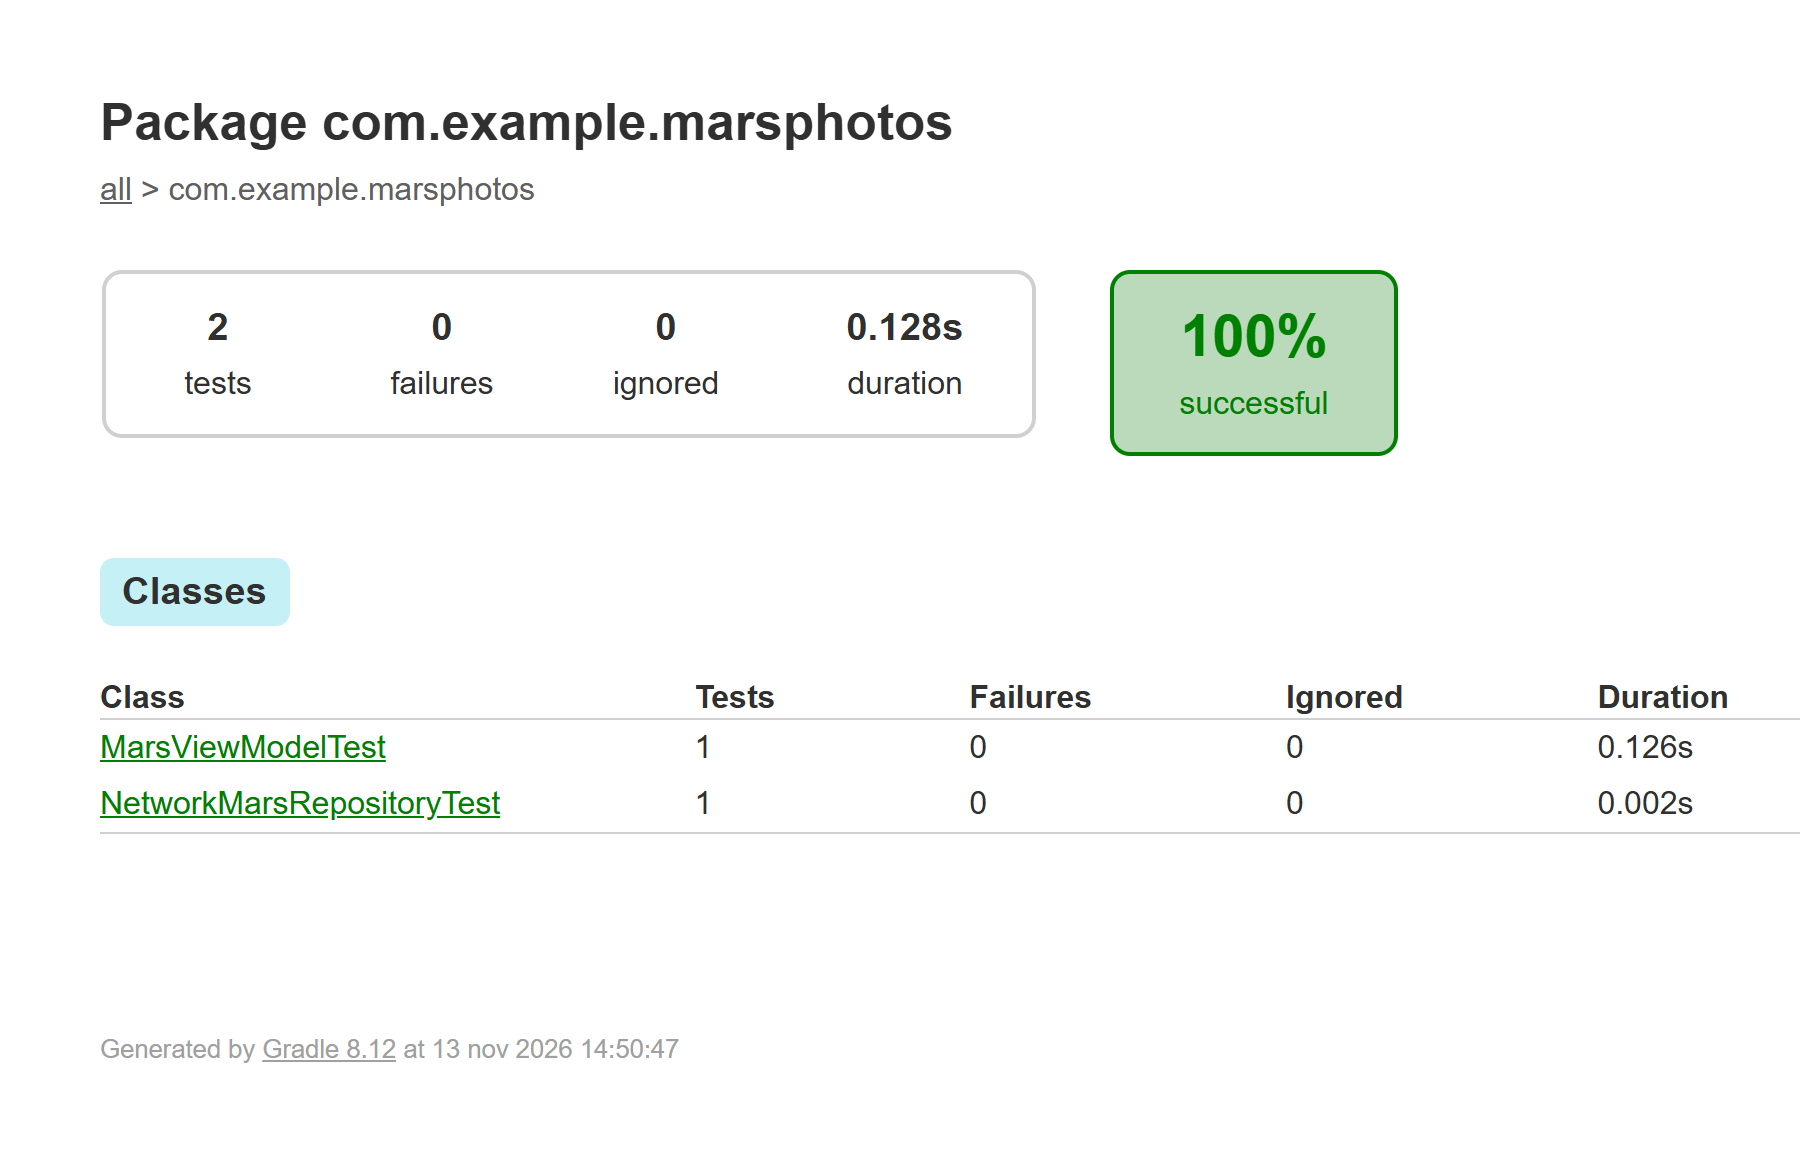 Package com.example.marsphotos
all > com.example.marsphotos
2 0 0 0.128s
tests failures ignored duration
100%
successful
Classes
Class Tests Failures Ignored Duration
MarsViewModelTest 1 0 0 0.126s
NetworkMarsRepositoryTest 1 0 0 0.002s
Generated by Gradle 8.12 at 13 nov 2026 14:50:47